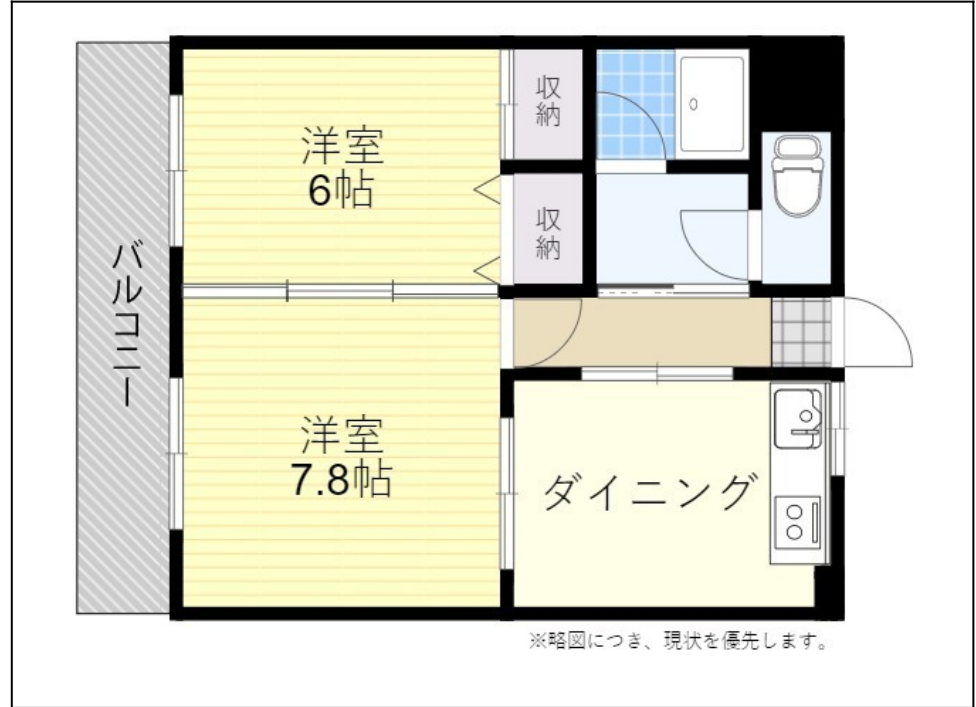 洋室
6帖
収
納
収
納
バルコニー
洋室
7.8帖
ダイニング
※略図につき、現状を優先します。